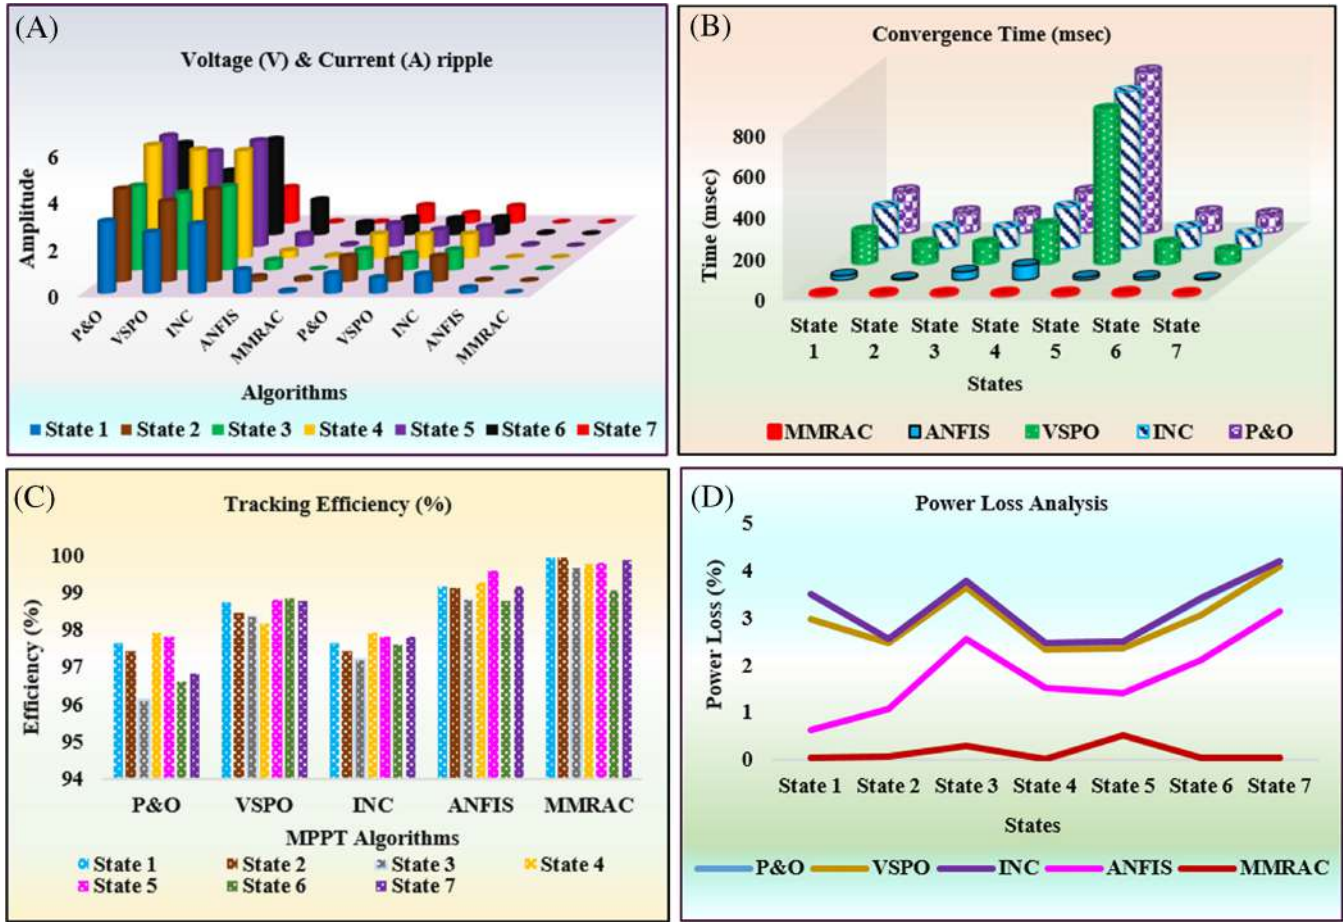 (A)
Voltage (V) & Current (A) ripple
6
4
2
0
Amplitude
P&O
VSPO
INC
ANFIS
MMRAC
P&O
VSPO
INC
ANFIS
MMRAC
Algorithms
State 1 State 2 State 3 State 4 State 5 State 6 State 7
(B)
Convergence Time (msec)
800
600
400
200
0
Time (msec)
State 1
State 2
State 3
State 4
State 5
State 6
State 7
States
MMRAC ANFIS VSPO INC P&O
(C)
Tracking Efficiency (%)
100
99
98
97
96
95
94
Efficiency (%)
P&O VSPO INC ANFIS MMRAC
MPPT Algorithms
State 1 State 2 State 3 State 4
State 5 State 6 State 7
(D)
Power Loss Analysis
5
4
3
2
1
0
Power Loss (%)
State 1 State 2 State 3 State 4 State 5 State 6 State 7
States
P&O VSPO INC ANFIS MMRAC